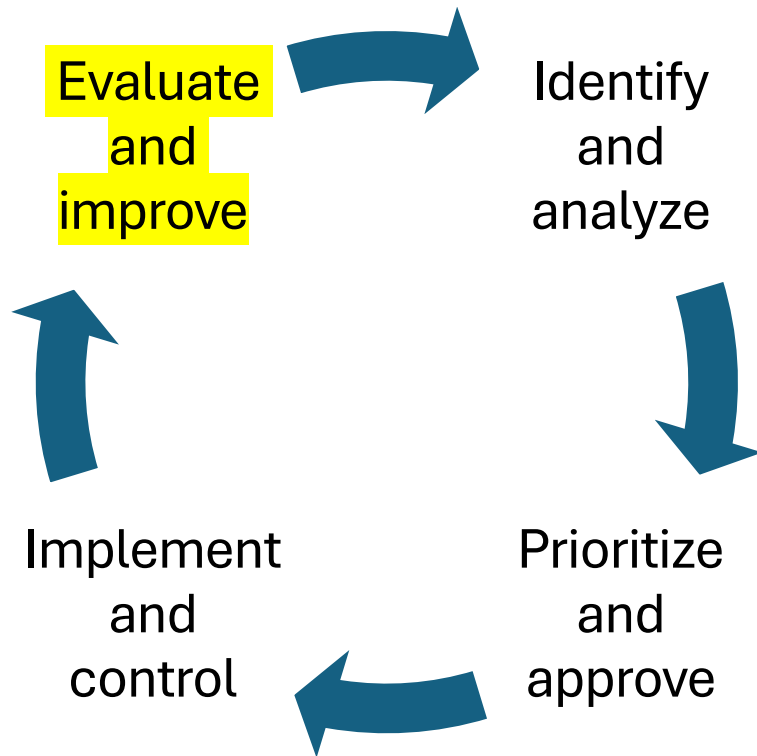 Evaluate
and
improve
Identify
and
analyze
Implement
and
control
Prioritize
and
approve